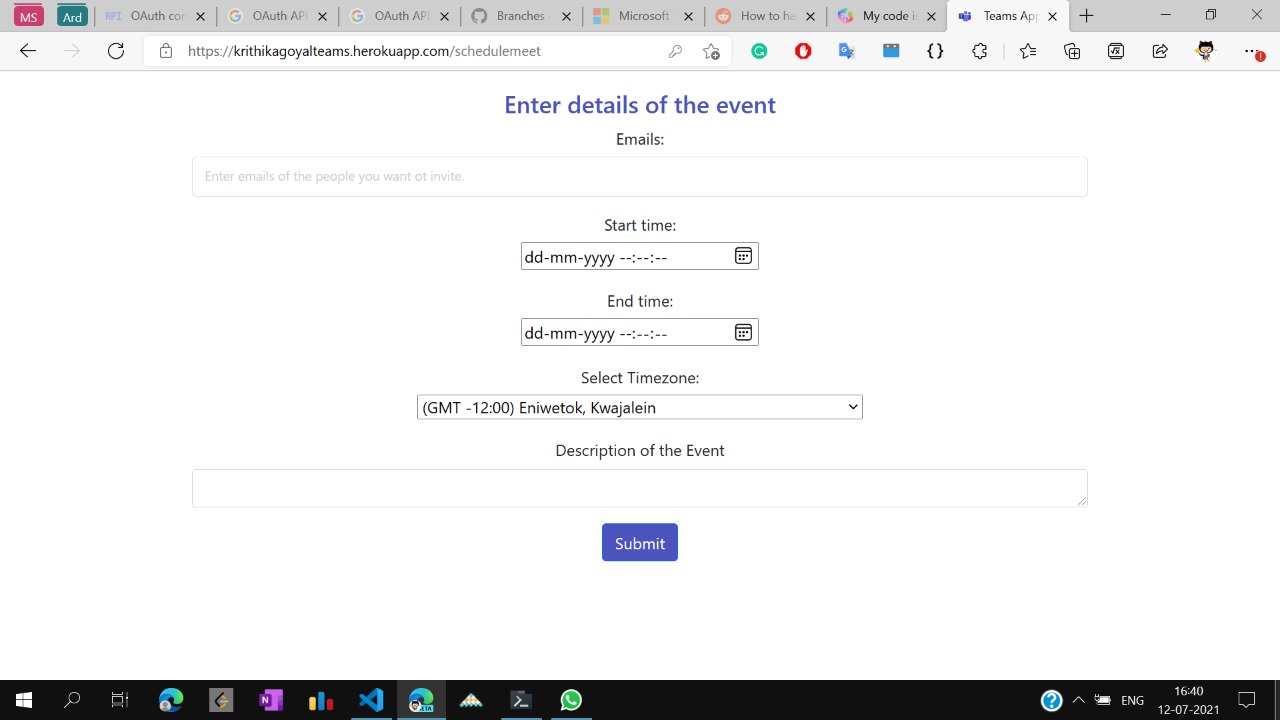 MS
Ard
OAuth con
OAuth API
OAuth API
Branches
Microsoft
How to ha
My code is
Teams App
https://krithikagoyalteams.herokuapp.com/schedulemeet
Enter details of the event
Emails:
Enter emails of the people you want ot invite.
Start time:
dd-mm-yyyy --:--:--
End time:
dd-mm-yyyy --:--:--
Select Timezone:
(GMT -12:00) Eniwetok, Kwajalein
Description of the Event
Submit
ENG
16:40
12-07-2021